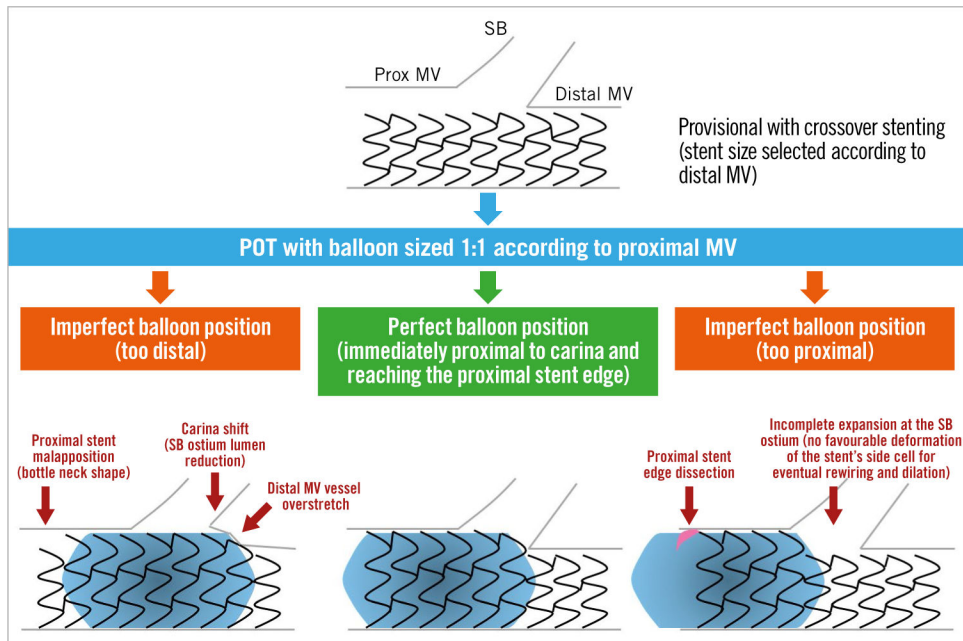 SB
Prox MV
Distal MV
Provisional with crossover stenting
(stent size selected according to
distal MV)
POT with balloon sized 1:1 according to proximal MV
Imperfect balloon position
(too distal)
Perfect balloon position
(immediately proximal to carina and
reaching the proximal stent edge)
Imperfect balloon position
(too proximal)
Proximal stent
malapposition
(bottle neck shape)
Carina shift
(SB ostium lumen
reduction)
Distal MV vessel
overstretch
Proximal stent
edge dissection
Incomplete expansion at the SB
ostium (no favourable deformation
of the stent's side cell for
eventual rewiring and dilation)